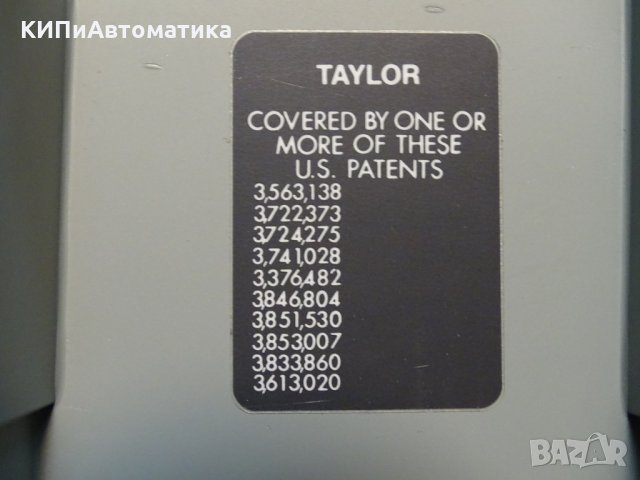 КИПиАвтоматика
TAYLOR
COVERED BY ONE OR
MORE OF THESE
U.S. PATENTS
3,563,138
3,722,373
3,724,275
3,741,028
3,376,482
3,846,804
3,851,530
3,853,007
3,833,860
3,613,020
BAZAR